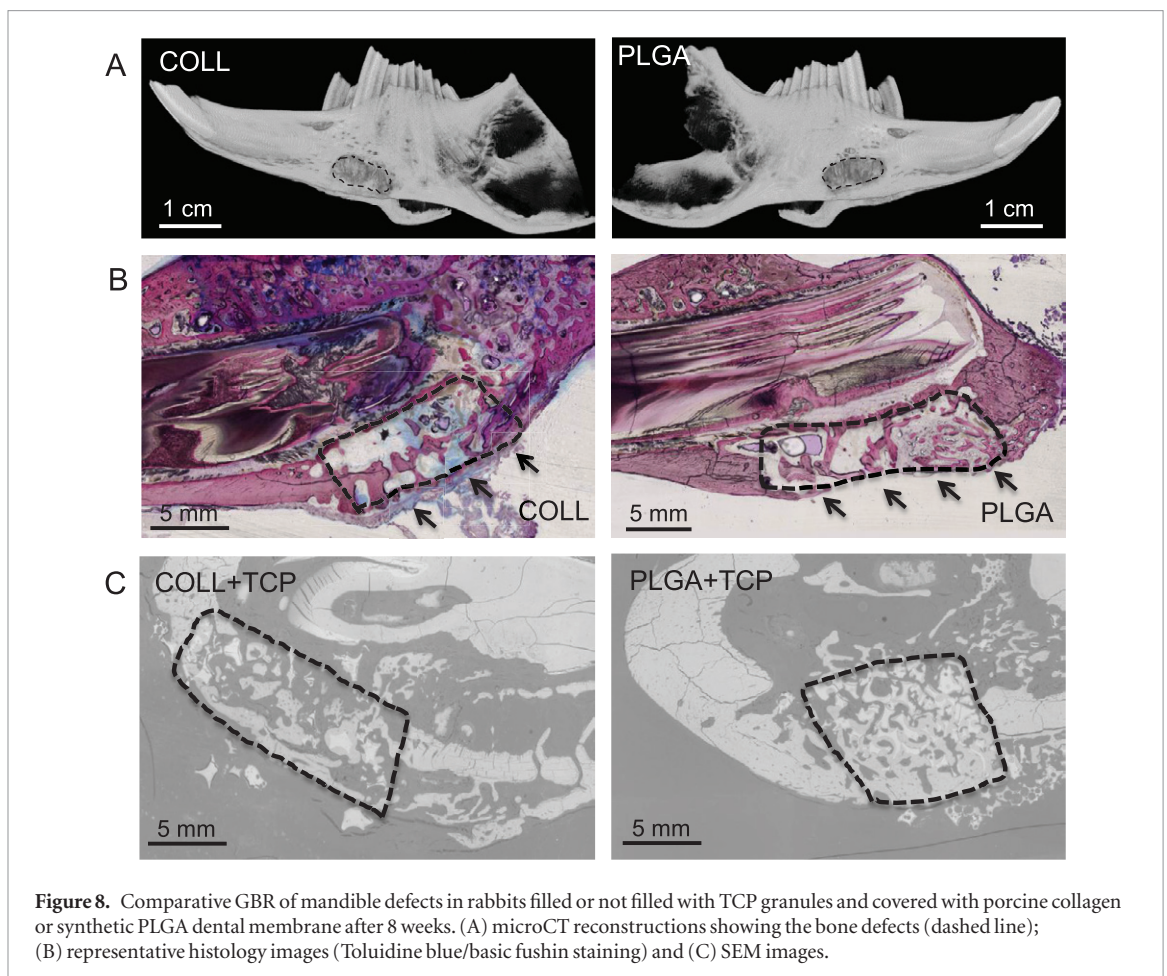 A
COLL
1 cm
PLGA
1 cm
B
5 mm
COLL
5 mm
PLGA
C
COLL+TCP
5 mm
PLGA+TCP
5 mm
Figure 8. Comparative GBR of mandible defects in rabbits filled or not filled with TCP granules and covered with porcine collagen
or synthetic PLGA dental membrane after 8 weeks. (A) microCT reconstructions showing the bone defects (dashed line);
(B) representative histology images (Toluidine blue/basic fushin staining) and (C) SEM images.